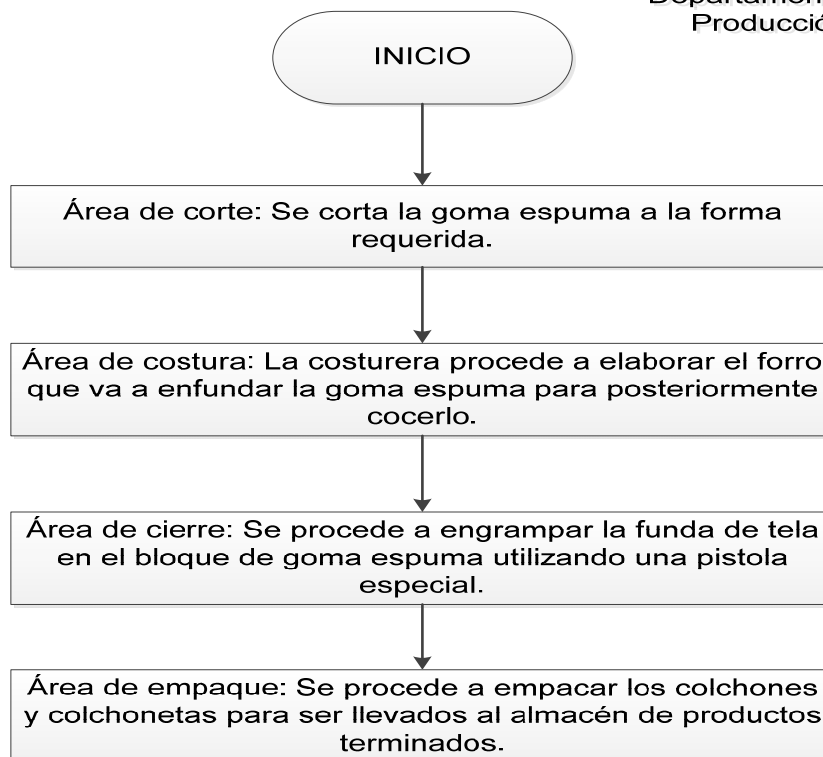 Producció
INICIO
Área de corte: Se corta la goma espuma a la forma
requerida.
Área de costura: La costurera procede a elaborar el forro
que va a enfundar la goma espuma para posteriormente
cocerlo.
Área de cierre: Se procede a engrampar la funda de tela
en el bloque de goma espuma utilizando una pistola
especial.
Área de empaque: Se procede a empacar los colchones
y colchonetas para ser llevados al almacén de productos
terminados.